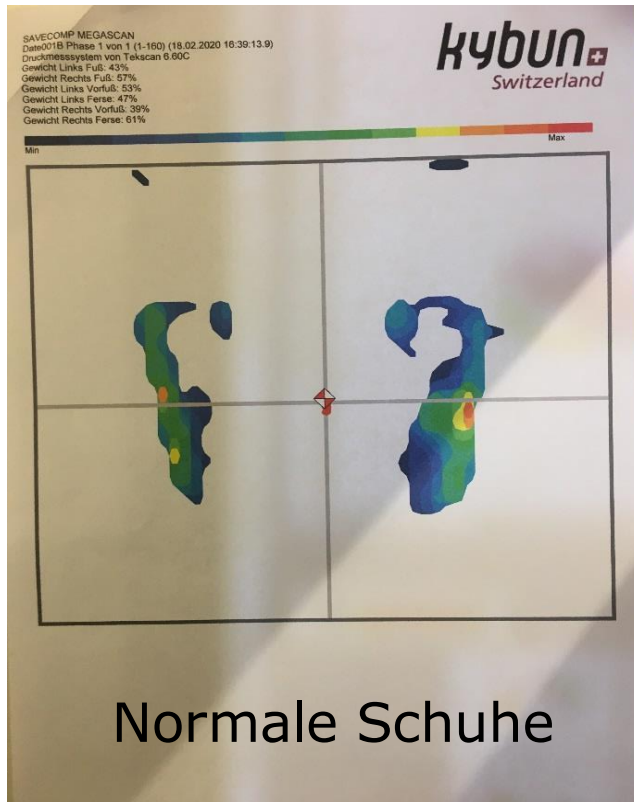 SAVECOMP MEGASCAN
Date001B Phase 1 von 1 (1-160) (18.02.2020 16:39:13.9)
Druckmesssystem von Tekscan 6.60C
Gewicht Links Fuß: 43%
Gewicht Rechts Fuß: 57%
Gewicht Links Vorfuß: 53%
Gewicht Links Ferse: 47%
Gewicht Rechts Vorfuß: 39%
Gewicht Rechts Ferse: 61%
kybun
Switzerland
Min
Max
Normale Schuhe